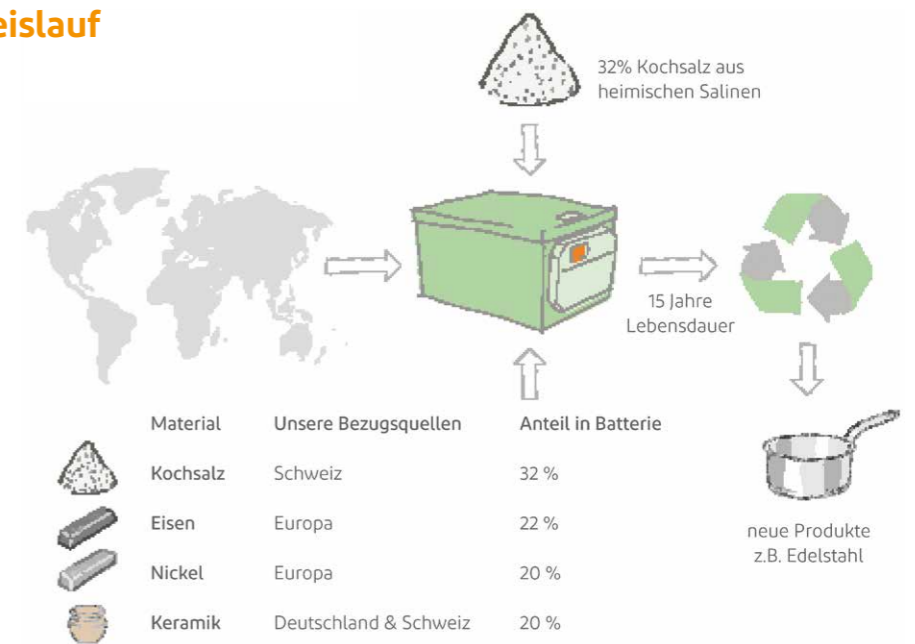 eislauf
32% Kochsalz aus
heimischen Salinen
15 Jahre
Lebensdauer
Material Unsere Bezugsquellen Anteil in Batterie
Kochsalz Schweiz 32 %
Eisen Europa 22 %
Nickel Europa 20 %
Keramik Deutschland & Schweiz 20 %
neue Produkte
z.B. Edelstahl